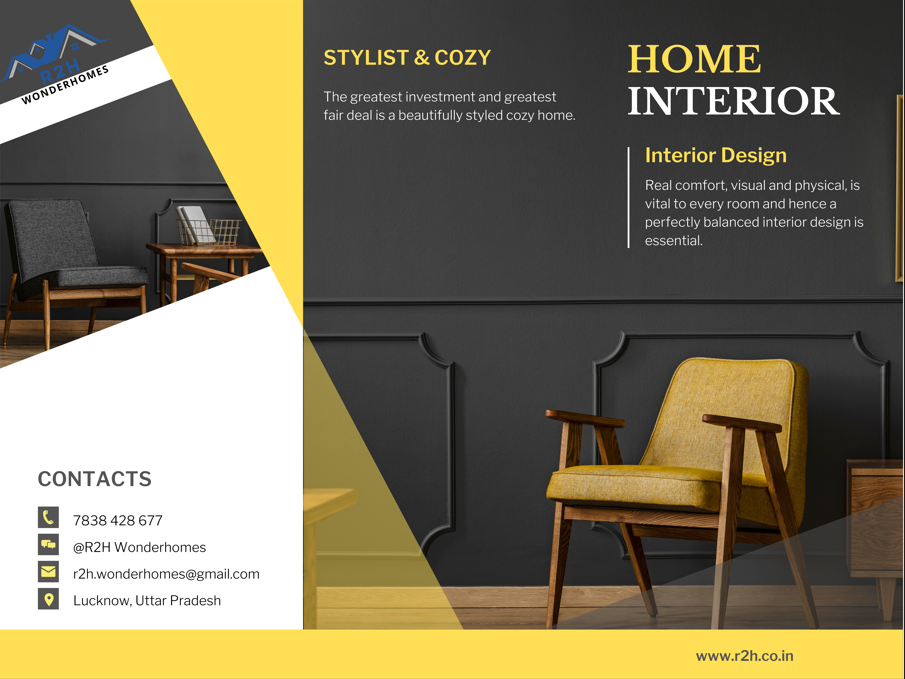 R2H
WONDERHOMES
CONTACTS
7838 428 677
@R2H Wonderhomes
r2h.wonderhomes@gmail.com
Lucknow, Uttar Pradesh
STYLIST & COZY
The greatest investment and greatest
fair deal is a beautifully styled cozy home.
HOME
INTERIOR
Interior Design
Real comfort, visual and physical, is
vital to every room and hence a
perfectly balanced interior design is
essential.
www.r2h.co.in